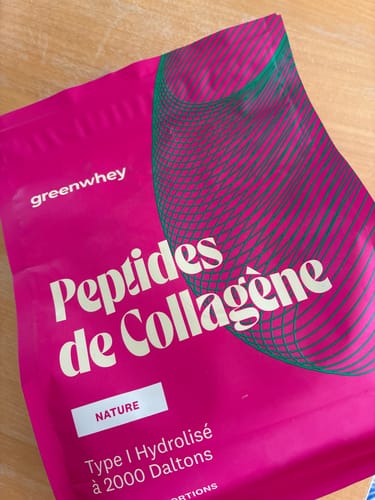 greenwhey
Peptides
de Collagène
NATURE
Type I Hydrolisé
à 2000 Daltons